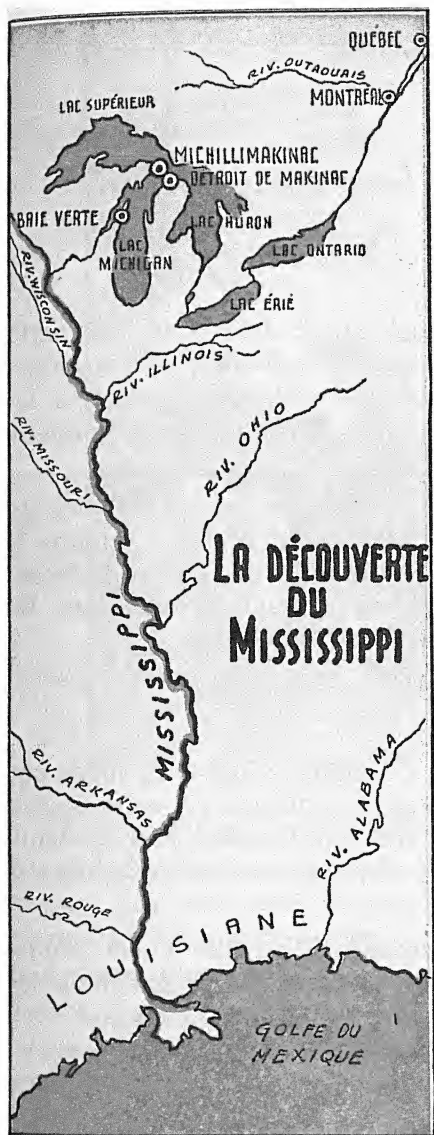 QUÉBEC
RIV. OUTAOUAIS
MONTRÉAL
LAC SUPÉRIEUR
MICHILLIMAKINAC
DÉTROIT DE MAKINAC
BAIE VERTE
LAC HURON
LAC
MICHIGAN
LAC ONTARIO
LAC ÉRIÉ
RIV. WISCONSIN
RIV. ILLINOIS
RIV. MISSOURI
RIV. OHIO
LA DÉCOUVERTE
DU
MISSISSIPPI
MISSISSIPPI
RIV. ARKANSAS
RIV. ALABAMA
RIV. ROUGE
LOUISIANE
GOLFE DU
MEXIQUE